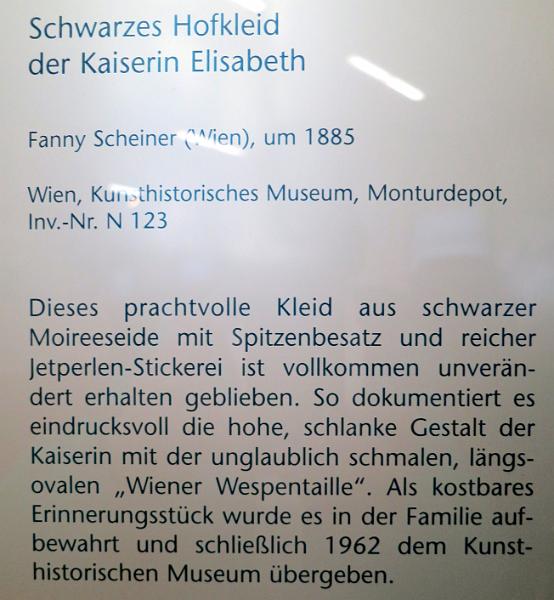 Schwarzes Hofkleid
der Kaiserin Elisabeth
Fanny Scheiner (Wien), um 1885
Wien, Kunsthistorisches Museum, Monturdepot,
Inv.-Nr. N 123
Dieses prachtvolle Kleid aus schwarzer
Moireeseide mit Spitzenbesatz und reicher
Jetperlen-Stickerei ist vollkommen unverän-
dert erhalten geblieben. So dokumentiert es
eindrucksvoll die hohe, schlanke Gestalt der
Kaiserin mit der unglaublich schmalen, längs-
ovalen „Wiener Wespentaille“. Als kostbares
Erinnerungsstück wurde es in der Familie auf-
bewahrt und schließlich 1962 dem Kunst-
historischen Museum übergeben.